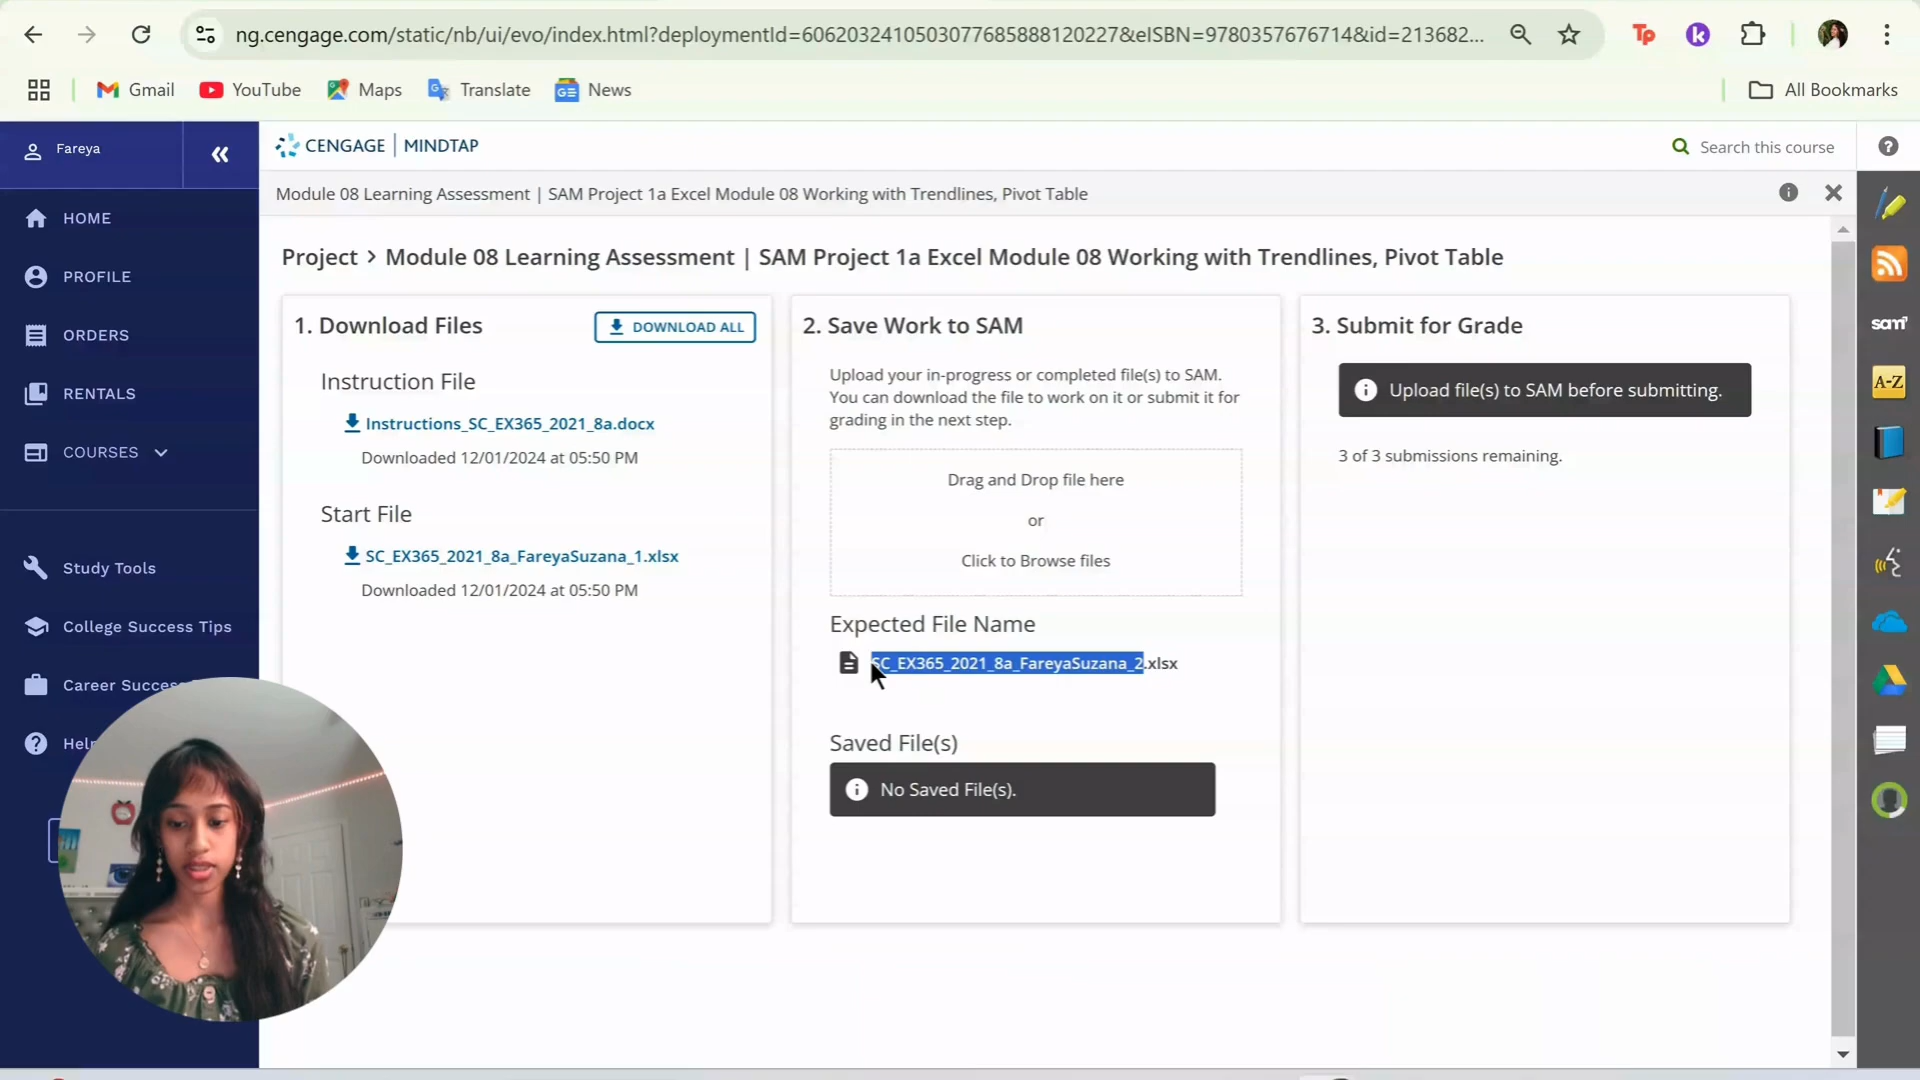 ng.cengage.com/static/nb/ui/evo/index.html?deploymentId=6062032410503077685888120227&eISBN=9780357676714&id=213682...
Tp
k
Gmail
YouTube
Maps
Translate
News
All Bookmarks
Fareya
CENGAGE | MINDTAP
Search this course
Module 08 Learning Assessment | SAM Project 1a Excel Module 08 Working with Trendlines, Pivot Table
HOME
PROFILE
ORDERS
RENTALS
COURSES
Study Tools
College Success Tips
Career Success
Help
Project > Module 08 Learning Assessment | SAM Project 1a Excel Module 08 Working with Trendlines, Pivot Table
1. Download Files
DOWNLOAD ALL
Instruction File
Instructions_SC_EX365_2021_8a.docx
Downloaded 12/01/2024 at 05:50 PM
Start File
SC_EX365_2021_8a_FareyaSuzana_1.xlsx
Downloaded 12/01/2024 at 05:50 PM
2. Save Work to SAM
Upload your in-progress or completed file(s) to SAM.
You can download the file to work on it or submit it for
grading in the next step.
Drag and Drop file here
or
Click to Browse files
Expected File Name
SC_EX365_2021_8a_FareyaSuzana_2.xlsx
Saved File(s)
No Saved File(s).
3. Submit for Grade
Upload file(s) to SAM before submitting.
3 of 3 submissions remaining.
sam
A-Z